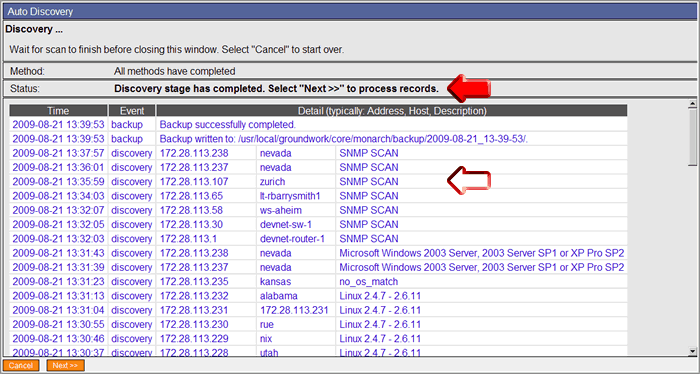 Auto Discovery
Discovery ...
Wait for scan to finish before closing this window. Select "Cancel" to start over.
Method: All methods have completed
Status: Discovery stage has completed. Select "Next >>" to process records.
Time Event Detail (typically: Address, Host, Description)
2009-08-21 13:39:53 backup Backup successfully completed.
2009-08-21 13:39:53 backup Backup written to: /usr/local/groundwork/core/monarch/backup/2009-08-21_13-39-53/.
2009-08-21 13:37:57 discovery 172.28.113.238 nevada SNMP SCAN
2009-08-21 13:36:01 discovery 172.28.113.237 nevada SNMP SCAN
2009-08-21 13:35:59 discovery 172.28.113.107 zurich SNMP SCAN
2009-08-21 13:34:03 discovery 172.28.113.65 lt-rbarrysmith1 SNMP SCAN
2009-08-21 13:32:07 discovery 172.28.113.58 ws-aheim SNMP SCAN
2009-08-21 13:32:05 discovery 172.28.113.30 devnet-sw-1 SNMP SCAN
2009-08-21 13:32:03 discovery 172.28.113.1 devnet-router-1 SNMP SCAN
2009-08-21 13:31:43 discovery 172.28.113.238 nevada Microsoft Windows 2003 Server, 2003 Server SP1 or XP Pro SP2
2009-08-21 13:31:39 discovery 172.28.113.237 nevada Microsoft Windows 2003 Server, 2003 Server SP1 or XP Pro SP2
2009-08-21 13:31:23 discovery 172.28.113.235 kansas no_os_match
2009-08-21 13:31:13 discovery 172.28.113.232 alabama Linux 2.4.7 - 2.6.11
2009-08-21 13:31:04 discovery 172.28.113.231 172.28.113.231 Linux 2.4.7 - 2.6.11
2009-08-21 13:30:55 discovery 172.28.113.230 rue Linux 2.4.7 - 2.6.11
2009-08-21 13:30:46 discovery 172.28.113.229 nix Linux 2.4.7 - 2.6.11
2009-08-21 13:30:37 discovery 172.28.113.228 utah Linux 2.4.7 - 2.6.11
Cancel Next >>